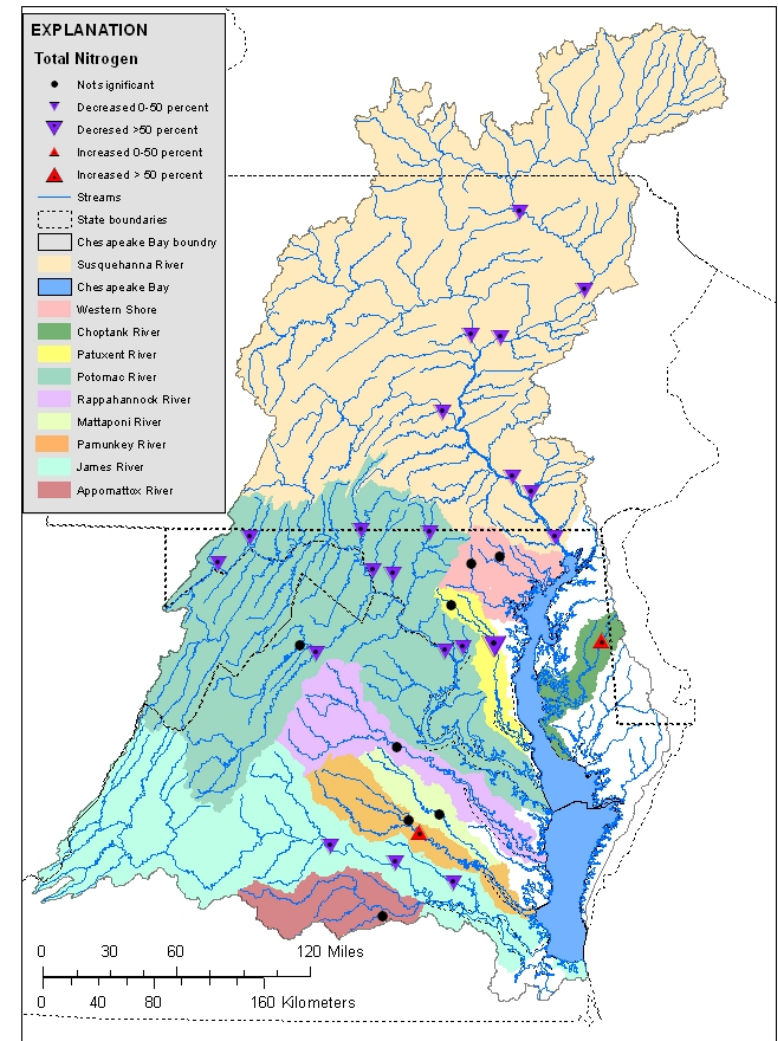 EXPLANATION
Total Nitrogen
Not significant
Decreased 0-50 percent
Decresed >50 percent
Increased 0-50 percent
Increased > 50 percent
Streams
State boundaries
Chesapeake Bay boundry
Susquehanna River
Chesapeake Bay
Western Shore
Choptank River
Patuxent River
Potomac River
Rappahannock River
Mattaponi River
Pamunkey River
James River
Appomattox River
0 30 60 120 Miles
0 40 80 160 Kilometers